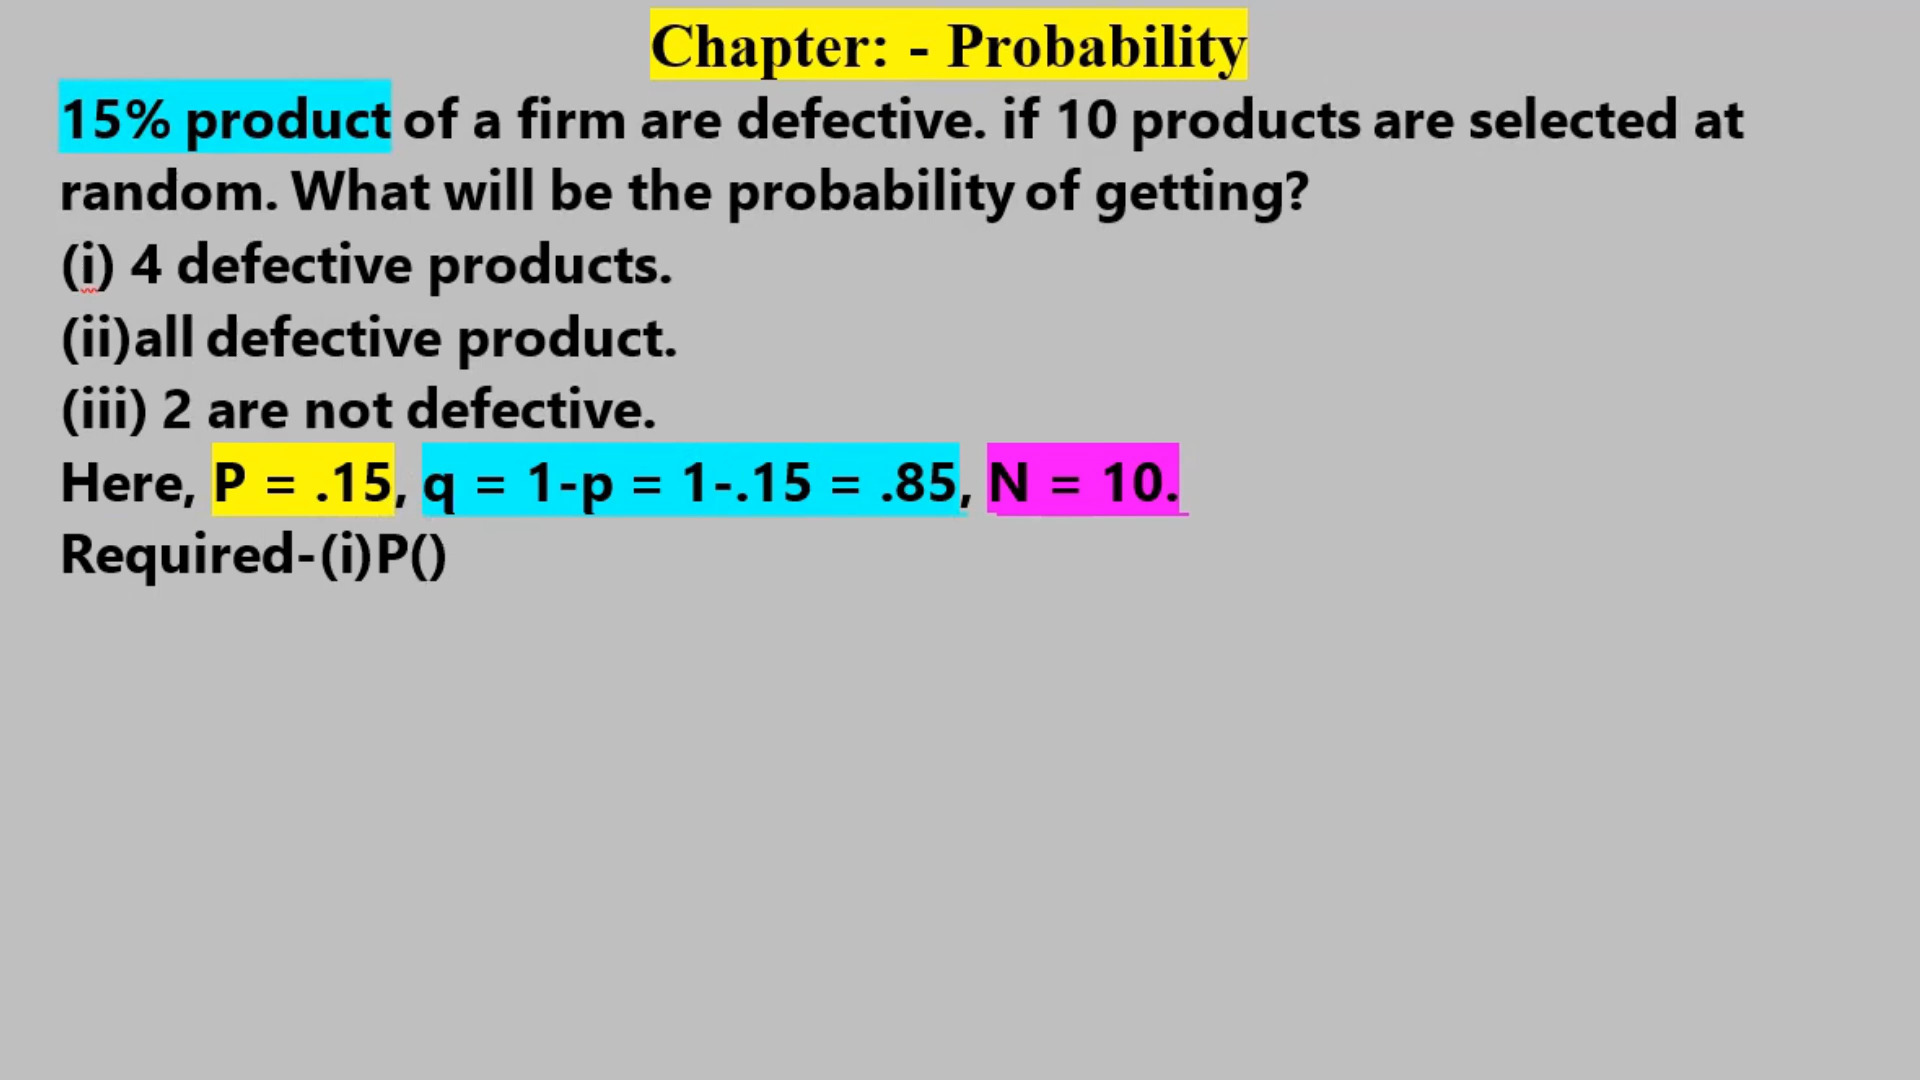 Chapter: - Probability
15% product of a firm are defective. if 10 products are selected at
random. What will be the probability of getting?
(i) 4 defective products.
(ii)all defective product.
(iii) 2 are not defective.
Here, P = .15, q = 1-p = 1-.15 = .85, N = 10.
Required-(i)P()